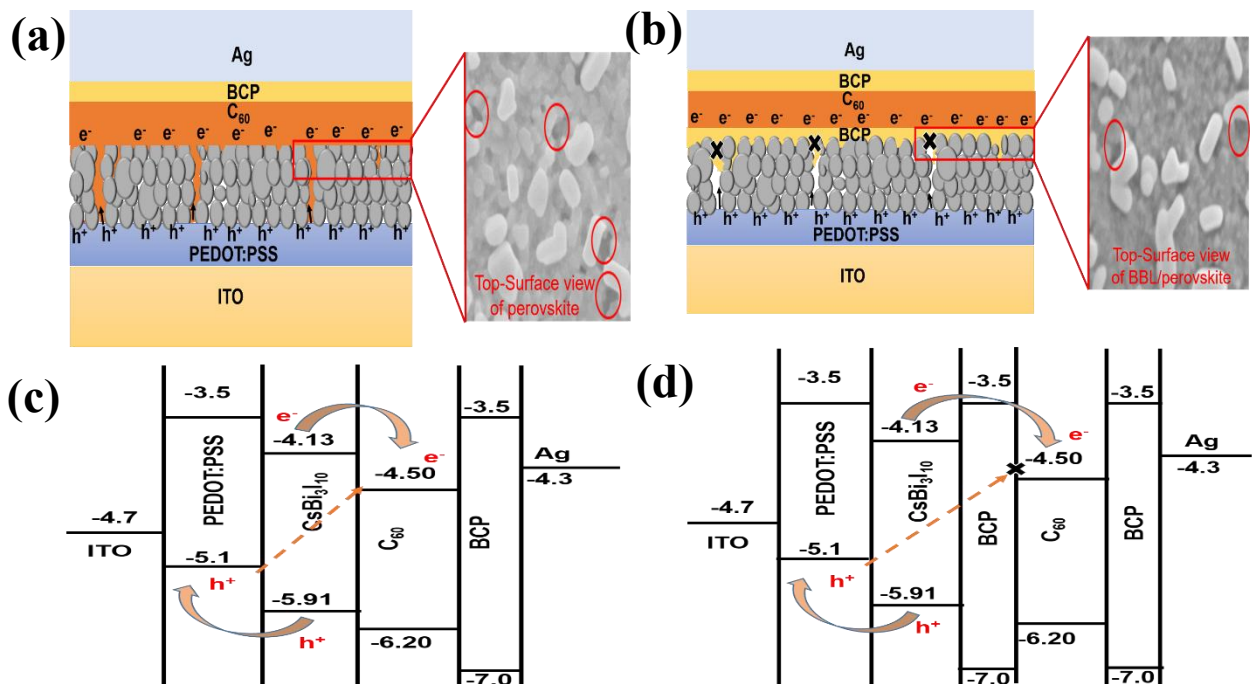 (a)
Ag
BCP
C₆₀
e⁻ e⁻ e⁻ e⁻ e⁻ e⁻ e⁻ e⁻
h⁺ h⁺ h⁺ h⁺ h⁺ h⁺ h⁺ h⁺
PEDOT:PSS
ITO
Top-Surface view
of perovskite
(b)
Ag
BCP
C₆₀
e⁻ e⁻ e⁻ e⁻ e⁻ e⁻ e⁻ e⁻ e⁻ e⁻
BCP
h⁺ h⁺ h⁺ h⁺ h⁺ h⁺ h⁺ h⁺
PEDOT:PSS
ITO
Top-Surface view
of BBL/perovskite
(c)
-3.5
PEDOT:PSS
-5.1
-4.7
ITO
e⁻
-4.13
CsBi₃I₁₀
-5.91
h⁺
h⁺
e⁻
-4.50
C₆₀
-6.20
-3.5
BCP
-7.0
Ag
-4.3
(d)
-3.5
PEDOT:PSS
-5.1
-4.7
ITO
e⁻
-4.13
CsBi₃I₁₀
-5.91
h⁺
h⁺
-3.5
BCP
-7.0
e⁻
-4.50
C₆₀
-6.20
-3.5
BCP
-7.0
Ag
-4.3